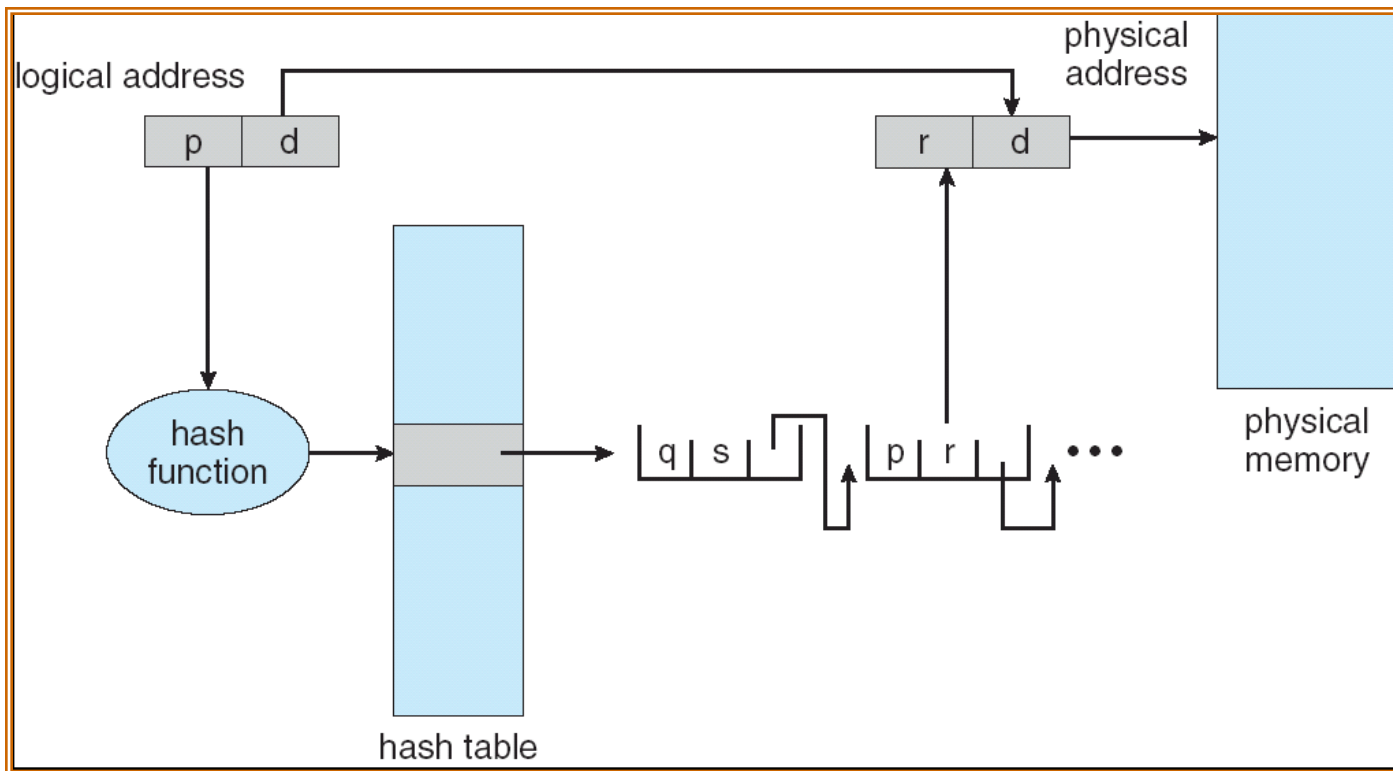 logical address
physical
address
p d
r d
hash
function
q s
p r
•••
physical
memory
hash table